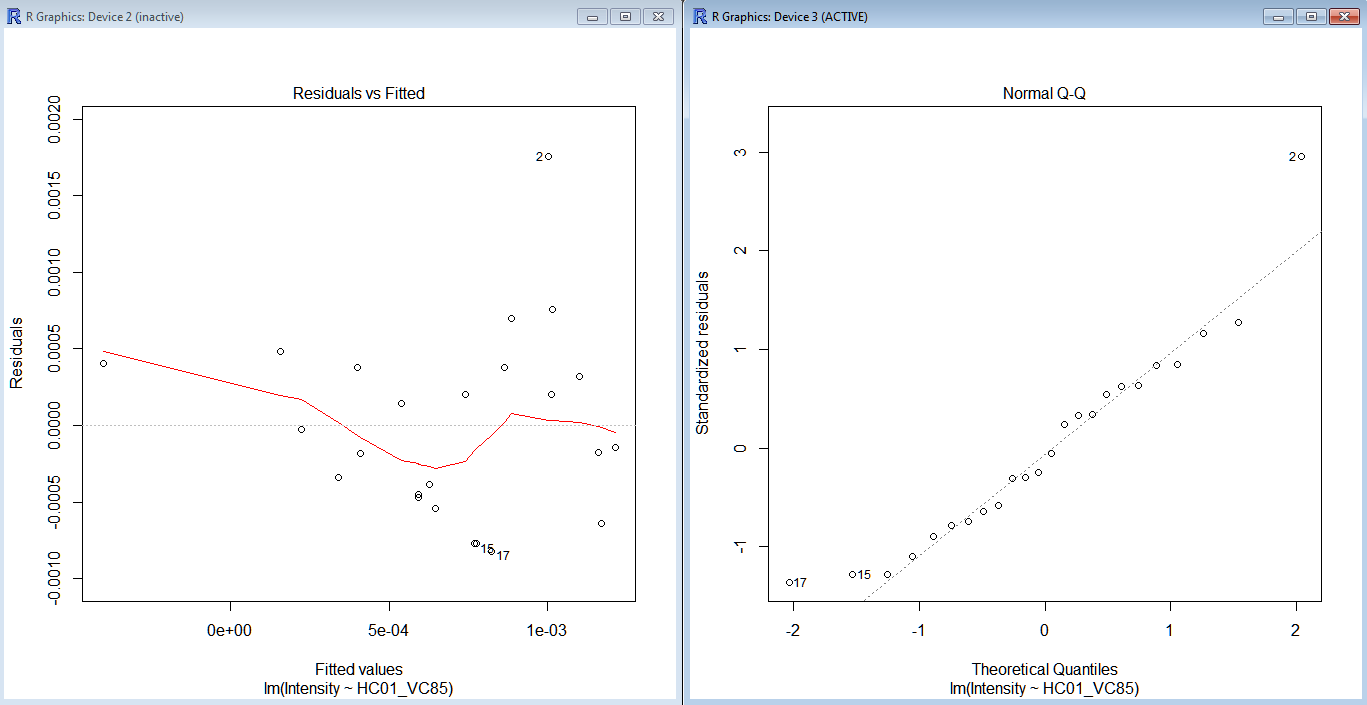 R Graphics: Device 2 (inactive)
Residuals vs Fitted
0.0020
0.0015
0.0010
0.0005
0.0000
-0.0005
-0.0010
Residuals
2
15
17
0e+00 5e-04 1e-03
Fitted values
lm(Intensity ~ HC01_VC85)
R Graphics: Device 3 (ACTIVE)
Normal Q-Q
3
2
1
0
-1
Standardized residuals
2
17
15
-2 -1 0 1 2
Theoretical Quantiles
lm(Intensity ~ HC01_VC85)